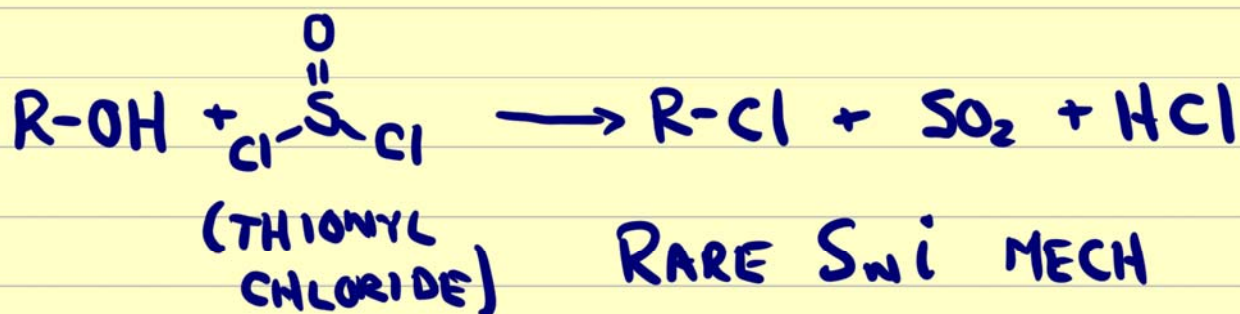 O
R-OH + Cl-S-Cl → R-Cl + SO₂ + HCl
(THIONYL
CHLORIDE)
RARE SNi MECH